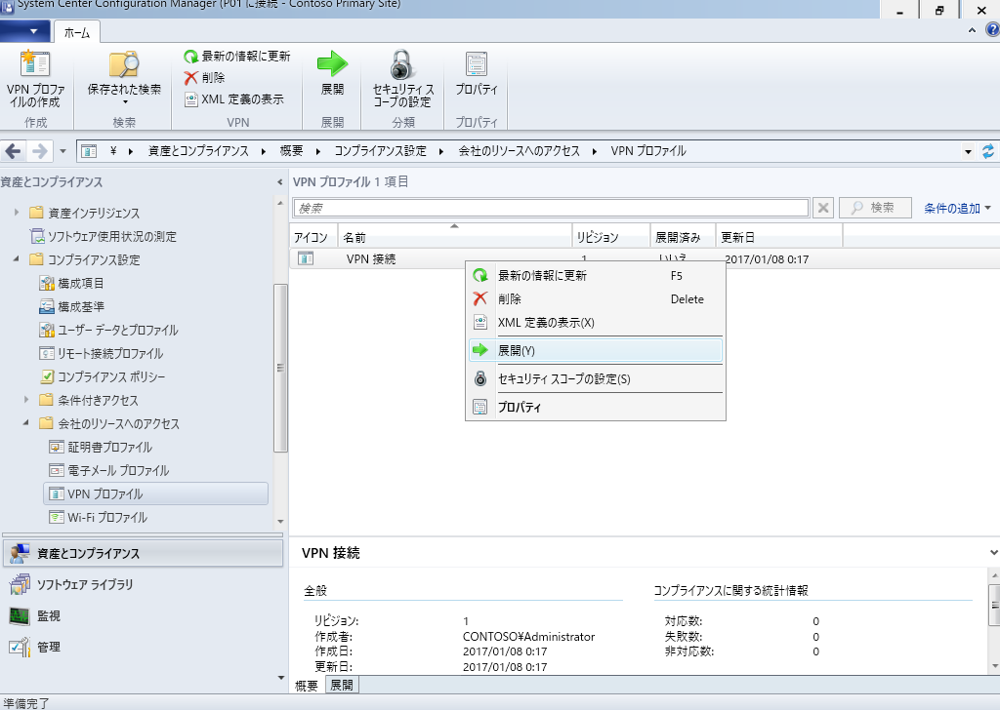 System Center Configuration Manager (P01 に接続 - Contoso Primary Site)
ホーム
VPN プロファイルの作成
保存された検索
最新の情報に更新
削除
XML 定義の表示
展開
セキュリティ スコープの設定
プロパティ
作成
検索
VPN
展開
分類
プロパティ
¥ ▸ 資産とコンプライアンス ▸ 概要 ▸ コンプライアンス設定 ▸ 会社のリソースへのアクセス ▸ VPN プロファイル
資産とコンプライアンス
資産インテリジェンス
ソフトウェア使用状況の測定
コンプライアンス設定
構成項目
構成基準
ユーザー データとプロファイル
リモート接続プロファイル
コンプライアンス ポリシー
条件付きアクセス
会社のリソースへのアクセス
証明書プロファイル
電子メール プロファイル
VPN プロファイル
Wi-Fi プロファイル
資産とコンプライアンス
ソフトウェア ライブラリ
監視
管理
VPN プロファイル 1 項目
検索
検索
条件の追加
アイコン 名前 リビジョン 展開済み 更新日
VPN 接続 1 いいえ 2017/01/08 0:17
最新の情報に更新 F5
削除 Delete
XML 定義の表示(X)
展開(Y)
セキュリティ スコープの設定(S)
プロパティ
VPN 接続
全般
リビジョン: 1
作成者: CONTOSO¥Administrator
作成日: 2017/01/08 0:17
更新日: 2017/01/08 0:17
コンプライアンスに関する統計情報
対応数: 0
失敗数: 0
非対応数: 0
概要 展開
準備完了